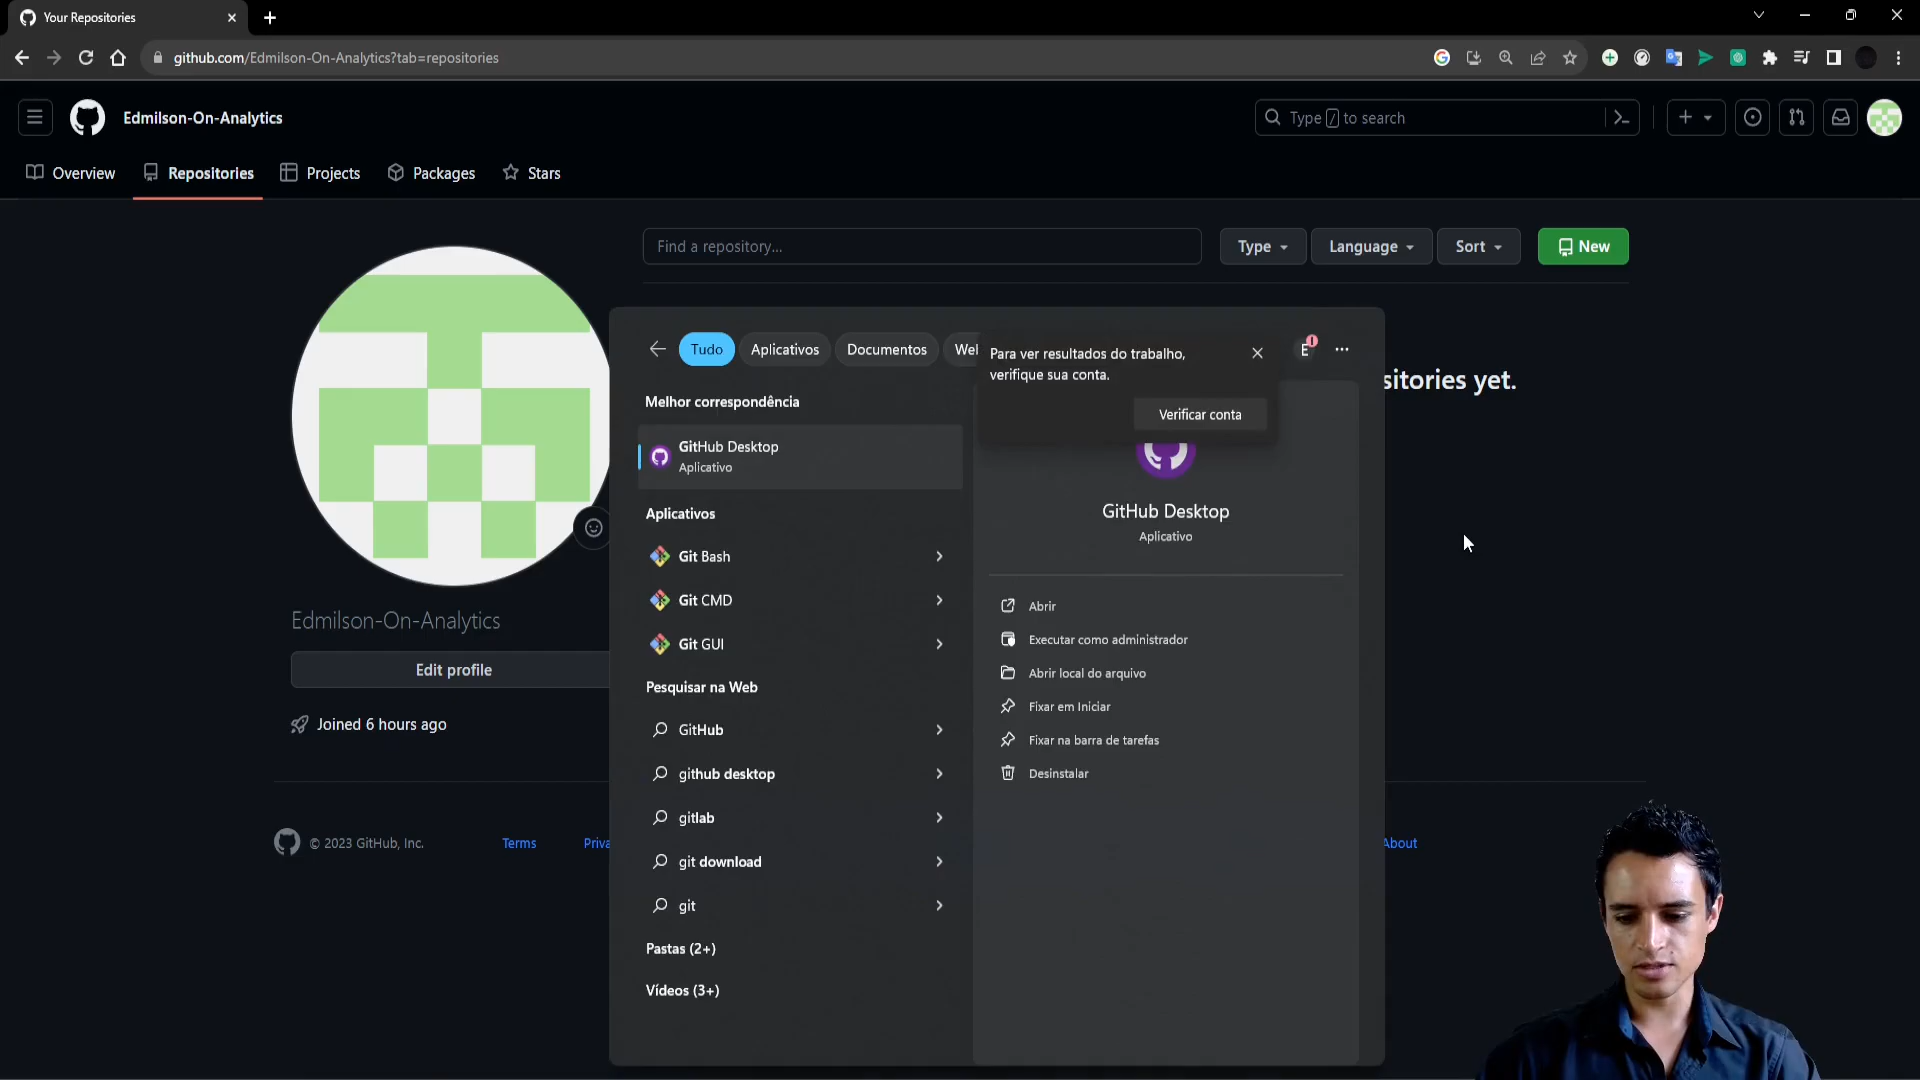 Your Repositories
github.com/Edmilson-On-Analytics?tab=repositories
Edmilson-On-Analytics
Type / to search
Overview
Repositories
Projects
Packages
Stars
Find a repository...
Type
Language
Sort
New
Tudo
Aplicativos
Documentos
Para ver resultados do trabalho,
verifique sua conta.
Verificar conta
E
sitories yet.
Melhor correspondência
GitHub Desktop
Aplicativo
Aplicativos
Git Bash
Git CMD
Git GUI
Pesquisar na Web
GitHub
github desktop
gitlab
git download
git
Pastas (2+)
Vídeos (3+)
GitHub Desktop
Aplicativo
Abrir
Executar como administrador
Abrir local do arquivo
Fixar em Iniciar
Fixar na barra de tarefas
Desinstalar
Edmilson-On-Analytics
Edit profile
Joined 6 hours ago
© 2023 GitHub, Inc.
Terms
About